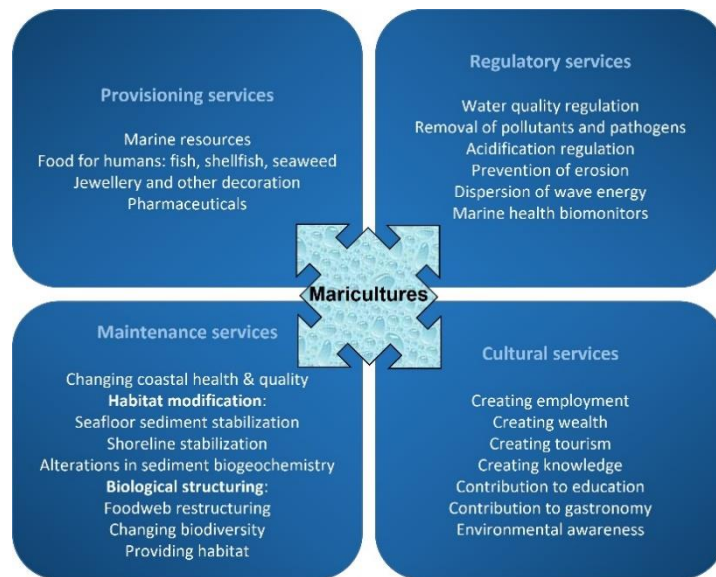 Provisioning services
Marine resources
Food for humans: fish, shellfish, seaweed
Jewellery and other decoration
Pharmaceuticals
Regulatory services
Water quality regulation
Removal of pollutants and pathogens
Acidification regulation
Prevention of erosion
Dispersion of wave energy
Marine health biomonitors
Maricultures
Maintenance services
Changing coastal health & quality
Habitat modification:
Seafloor sediment stabilization
Shoreline stabilization
Alterations in sediment biogeochemistry
Biological structuring:
Foodweb restructuring
Changing biodiversity
Providing habitat
Cultural services
Creating employment
Creating wealth
Creating tourism
Creating knowledge
Contribution to education
Contribution to gastronomy
Environmental awareness